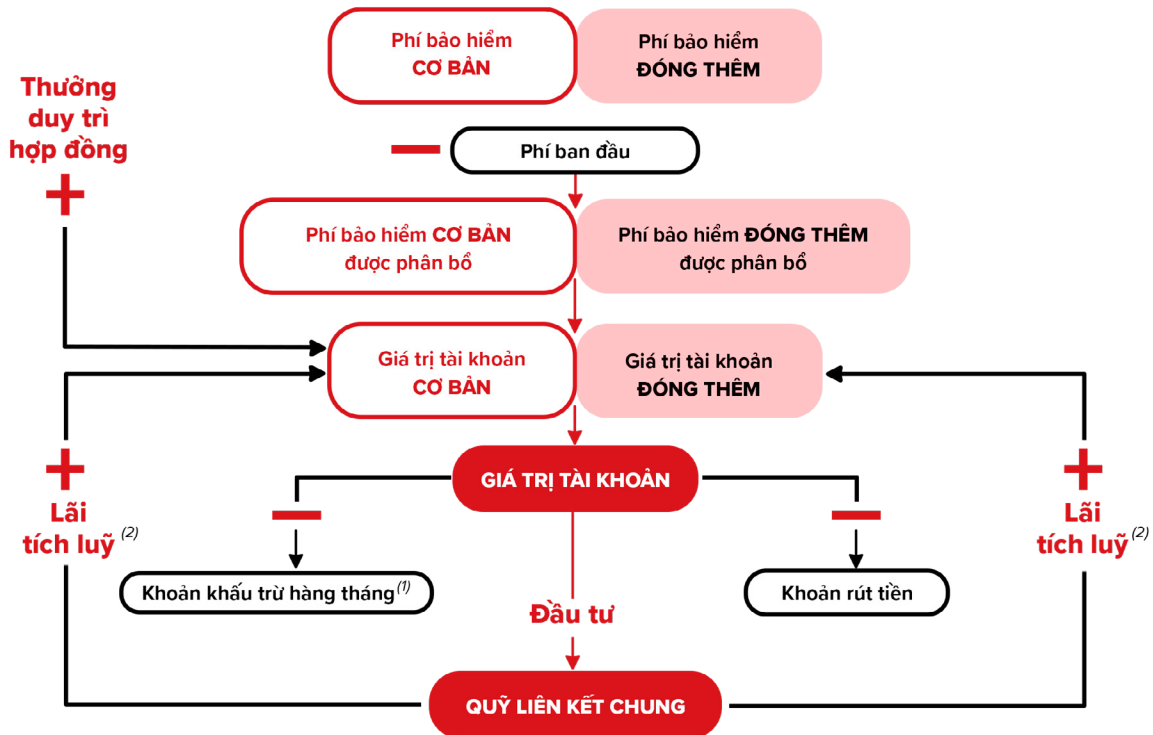 Phí bảo hiểm
CƠ BẢN
Phí bảo hiểm
ĐÓNG THÊM
Thưởng
duy trì
hợp đồng
Phí ban đầu
Phí bảo hiểm CƠ BẢN
được phân bổ
Phí bảo hiểm ĐÓNG THÊM
được phân bổ
Giá trị tài khoản
CƠ BẢN
Giá trị tài khoản
ĐÓNG THÊM
GIÁ TRỊ TÀI KHOẢN
Lãi
tích luỹ (2)
Lãi
tích luỹ (2)
Khoản khấu trừ hàng tháng(1)
Khoản rút tiền
Đầu tư
QUỸ LIÊN KẾT CHUNG